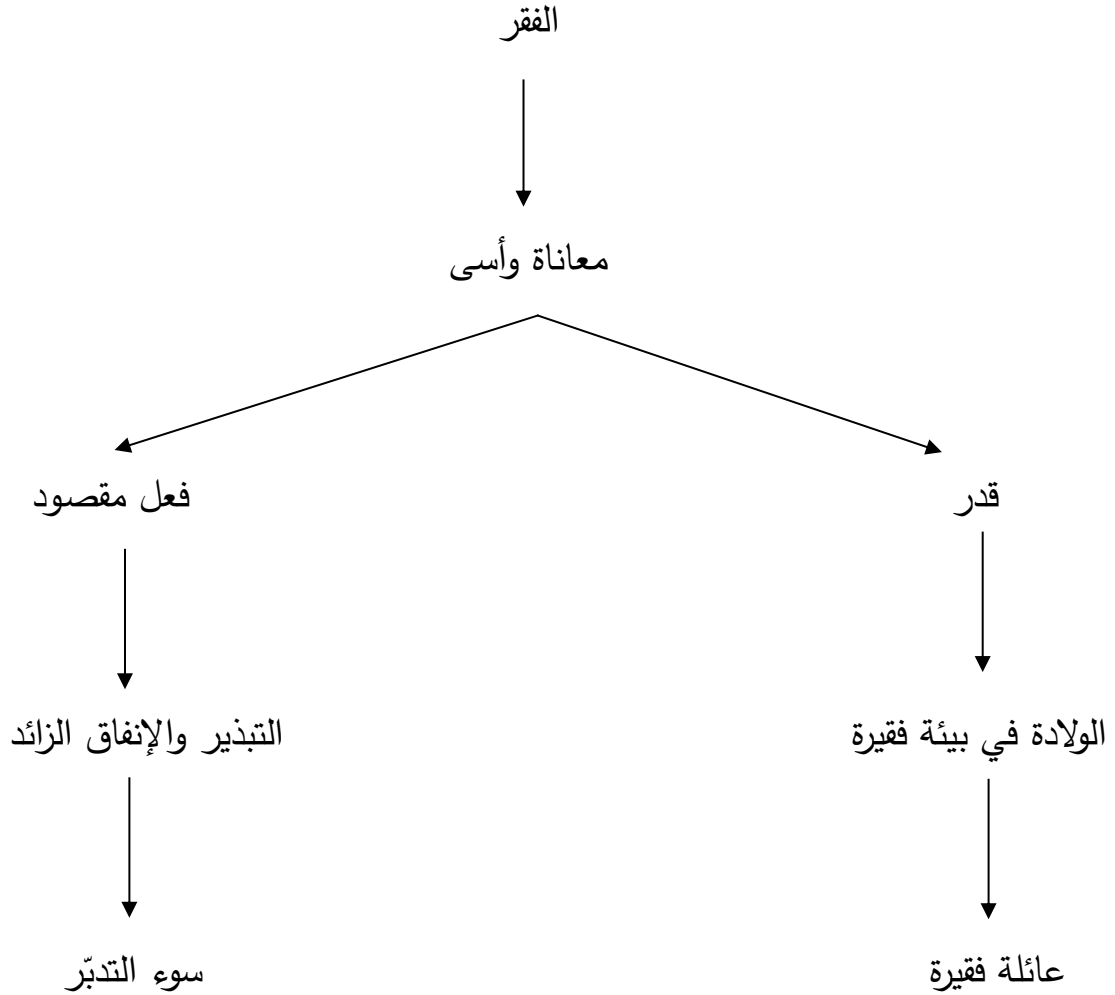 الفقر
معاناة وأسى
قدر
فعل مقصود
الولادة في بيئة فقيرة
التبذير والإنفاق الزائد
عائلة فقيرة
سوء التدبّر